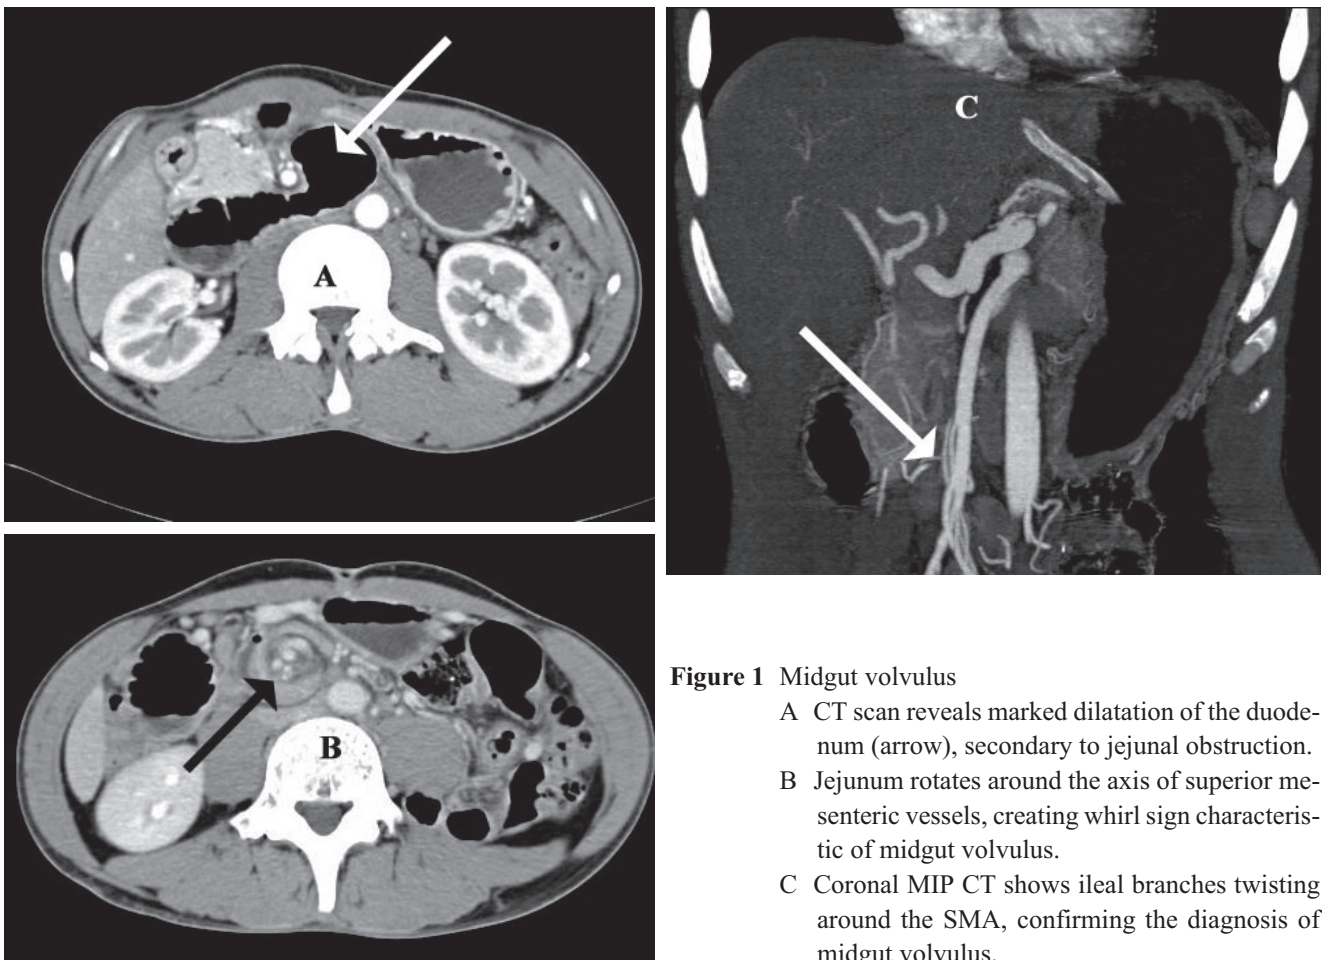 A
C
B
Figure 1 Midgut volvulus
A CT scan reveals marked dilatation of the duode-
num (arrow), secondary to jejunal obstruction.
B Jejunum rotates around the axis of superior me-
senteric vessels, creating whirl sign characteris-
tic of midgut volvulus.
C Coronal MIP CT shows ileal branches twisting
around the SMA, confirming the diagnosis of
midgut volvulus.